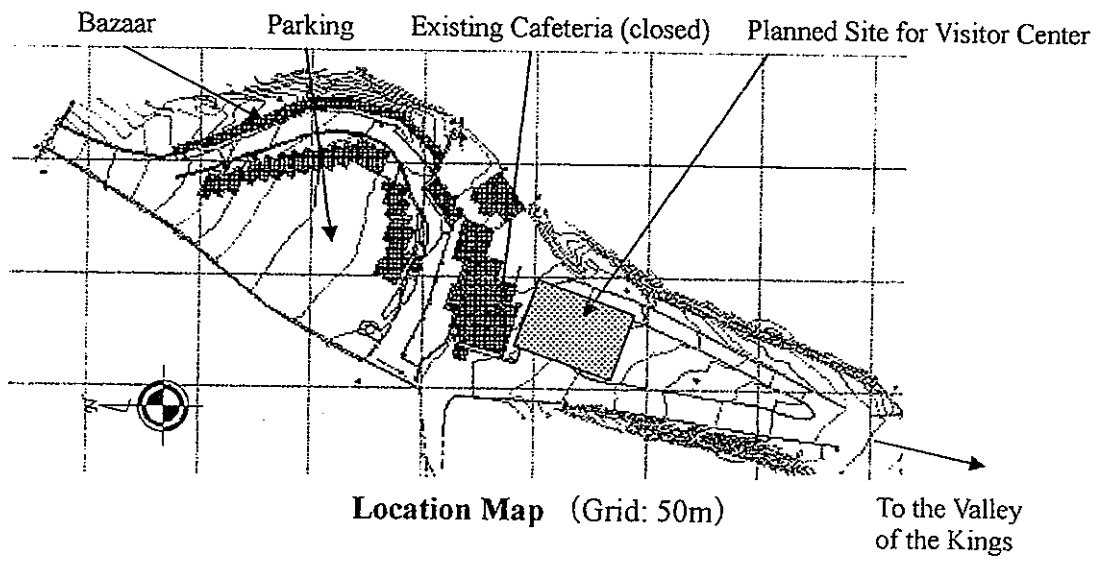 Bazaar
Parking
Existing Cafeteria (closed)
Planned Site for Visitor Center
N
Location Map (Grid: 50m)
To the Valley
of the Kings